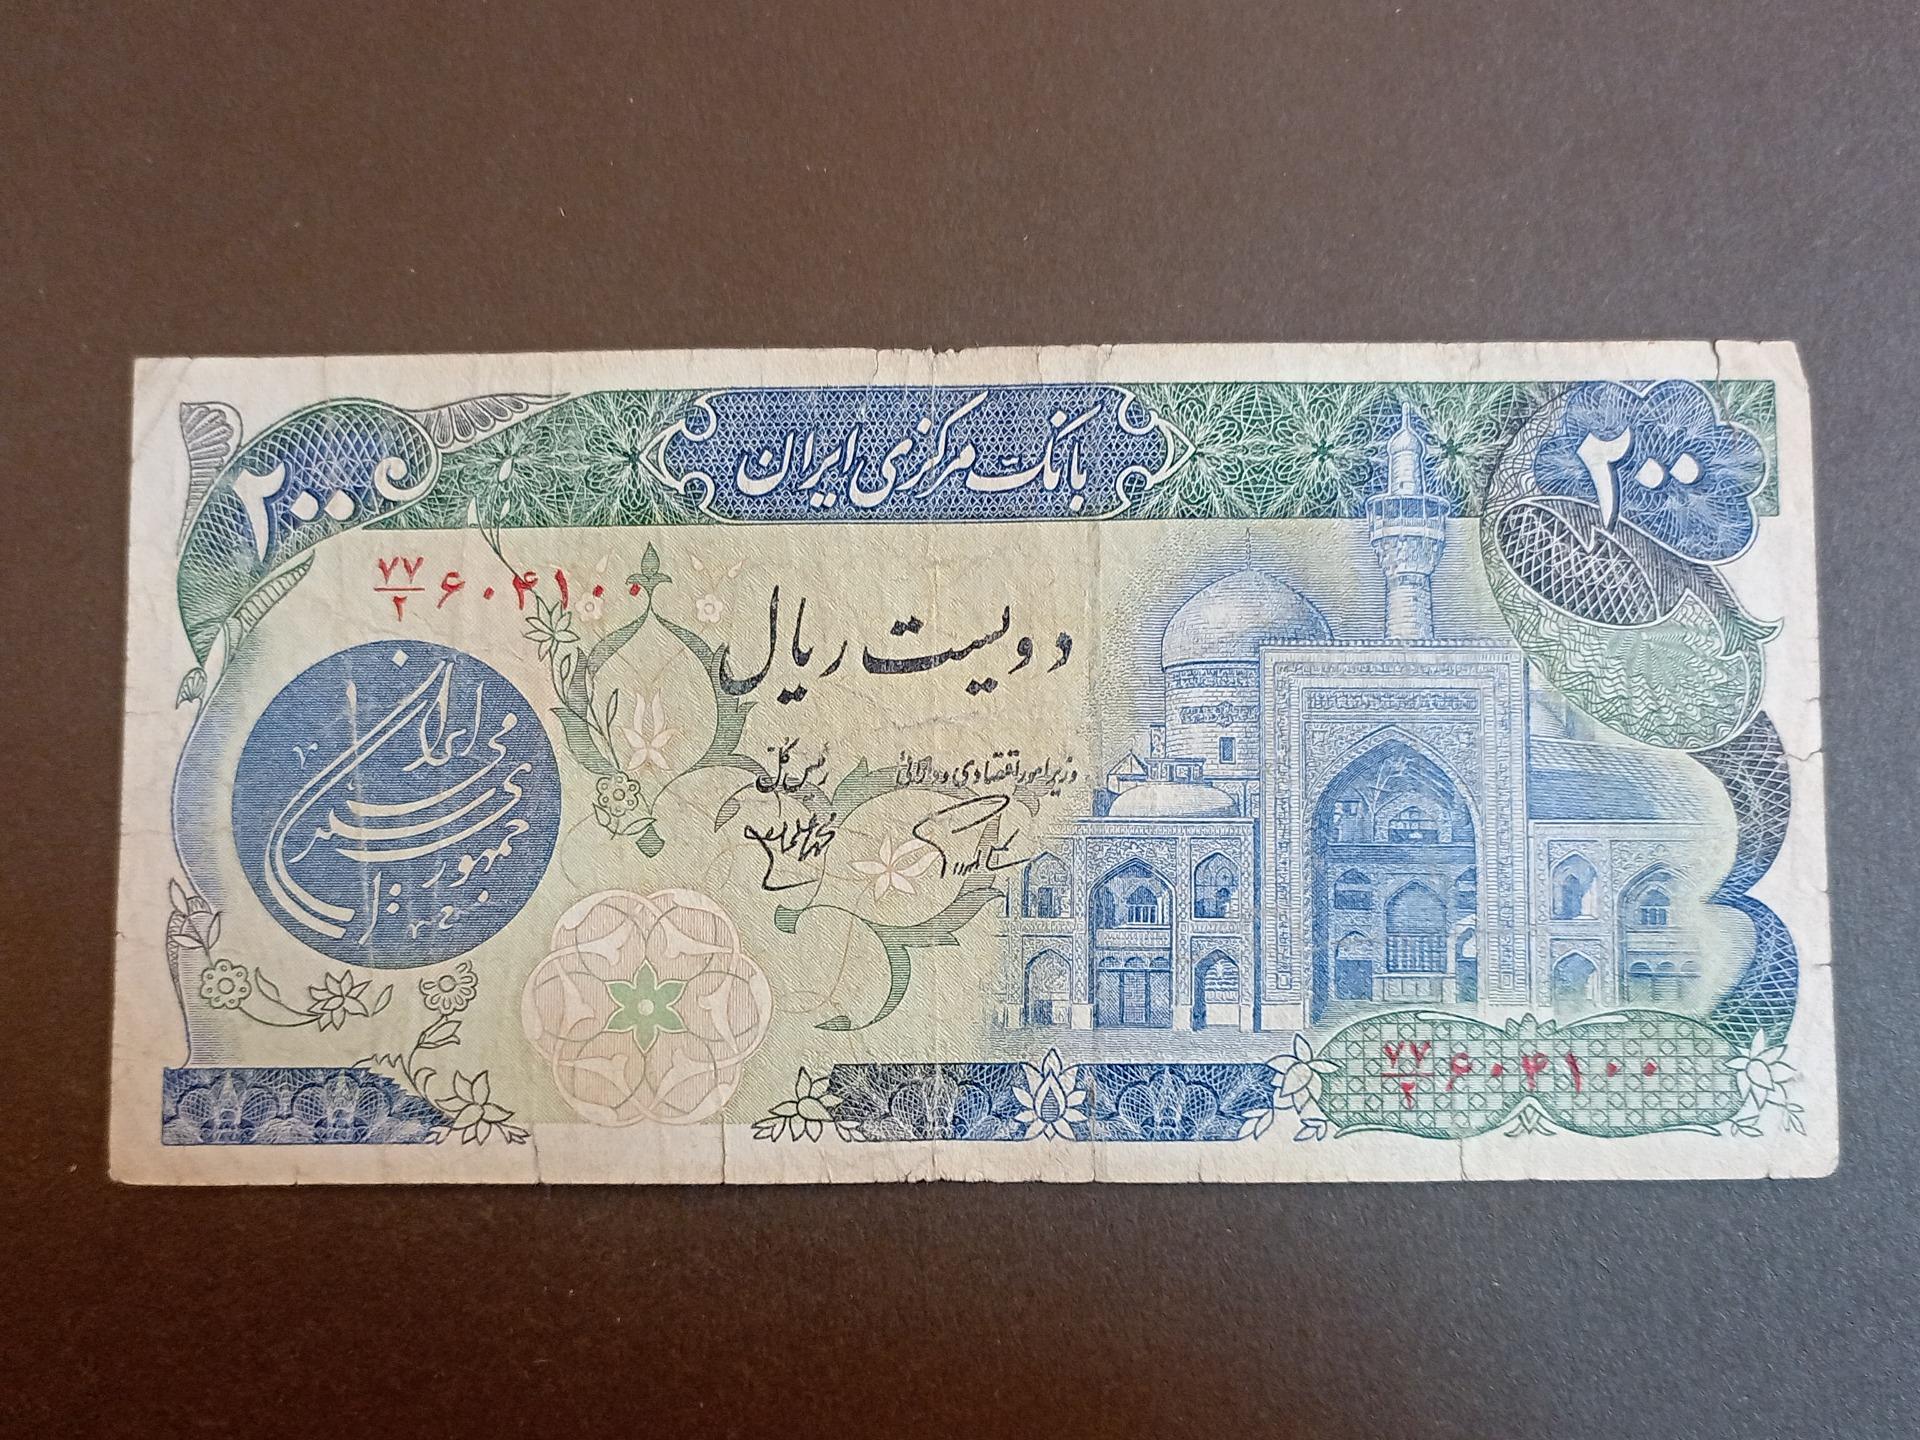 بانک مرکزی ایران
۲۰۰
۲۰۰
۷۷/۲ ۶۰۴۱۰۰
دویست ریال
وزیر امور اقتصادی و دارائی
رئیس کل
جمهوری اسلامی ایران
۷۷/۲ ۶۰۴۱۰۰